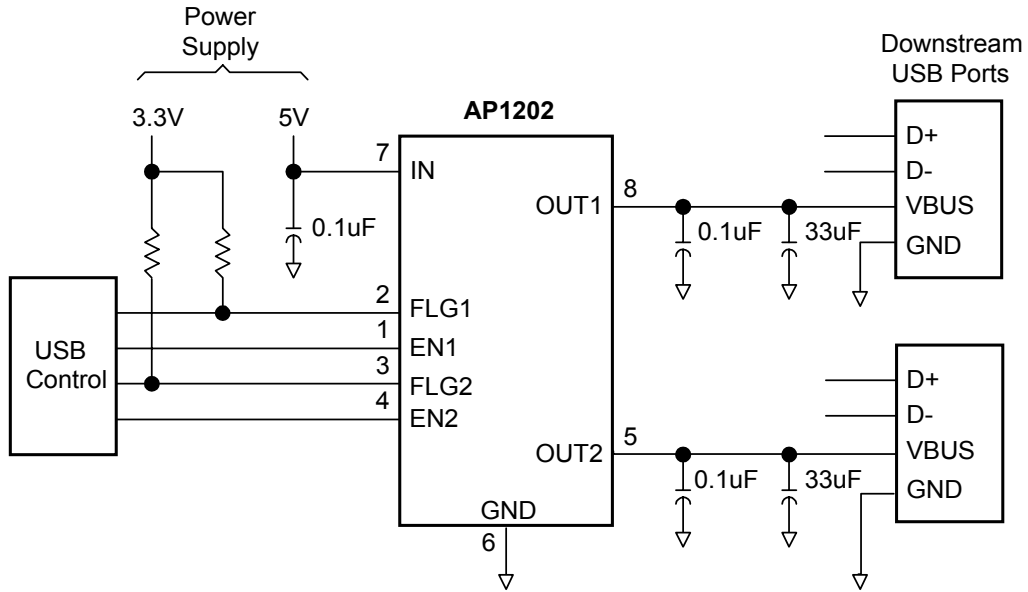 Power
Supply
3.3V
5V
AP1202
Downstream
USB Ports
7
IN
0.1uF
OUT1
8
0.1uF
33uF
D+
D-
VBUS
GND
2
FLG1
1
EN1
3
FLG2
4
EN2
USB
Control
OUT2
5
0.1uF
33uF
D+
D-
VBUS
GND
GND
6